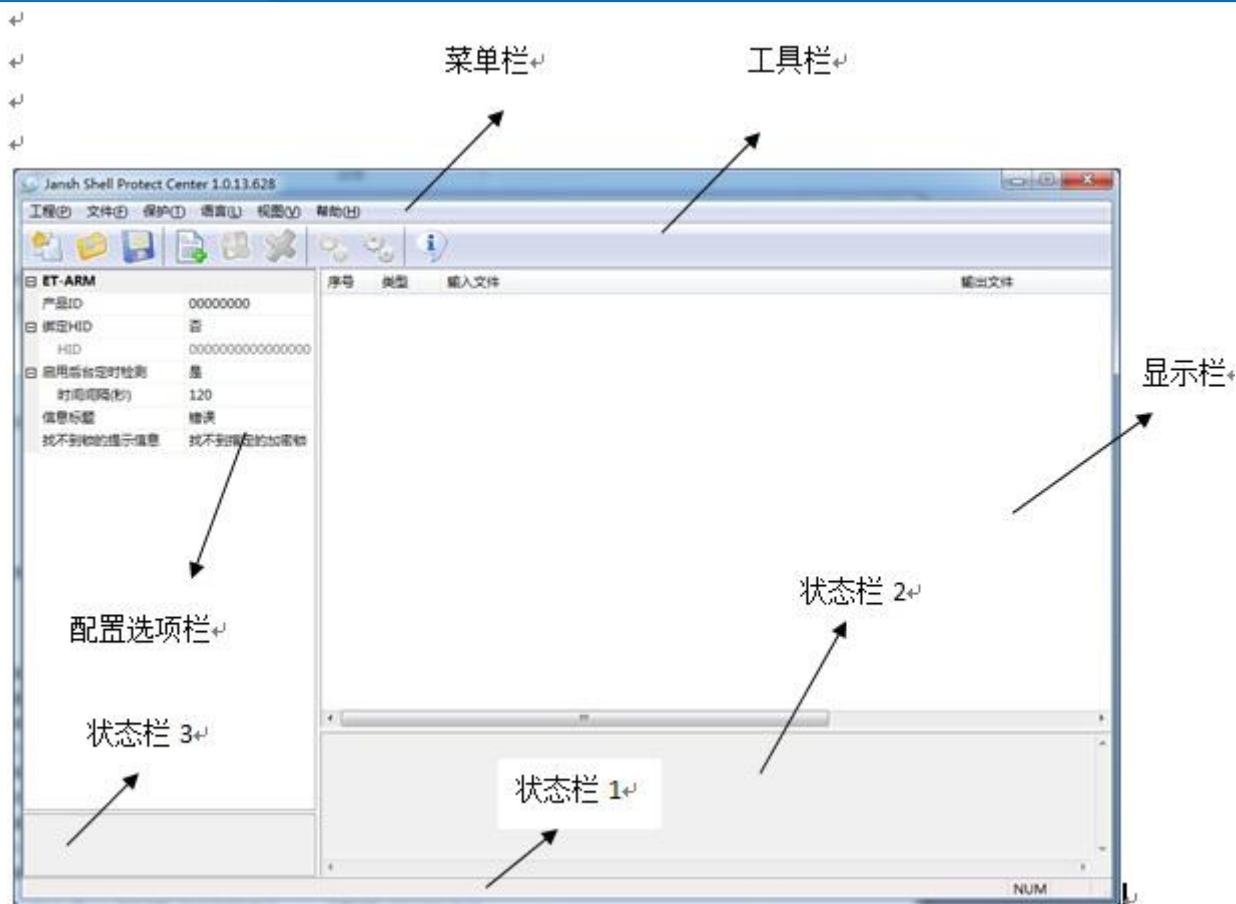 菜单栏
工具栏
Jansh Shell Protect Center 1.0.13.628
工程(P) 文件(F) 保护(T) 语言(L) 视图(V) 帮助(H)
ET-ARM
产品ID 00000000
绑定HID 否
HID 0000000000000000
启用后台定时检测 是
时间间隔(秒) 120
信息标题 错误
找不到锁的提示信息 找不到指定的加密锁
序号 类型 输入文件 输出文件
显示栏
状态栏 2
配置选项栏
状态栏 3
状态栏 1
NUM